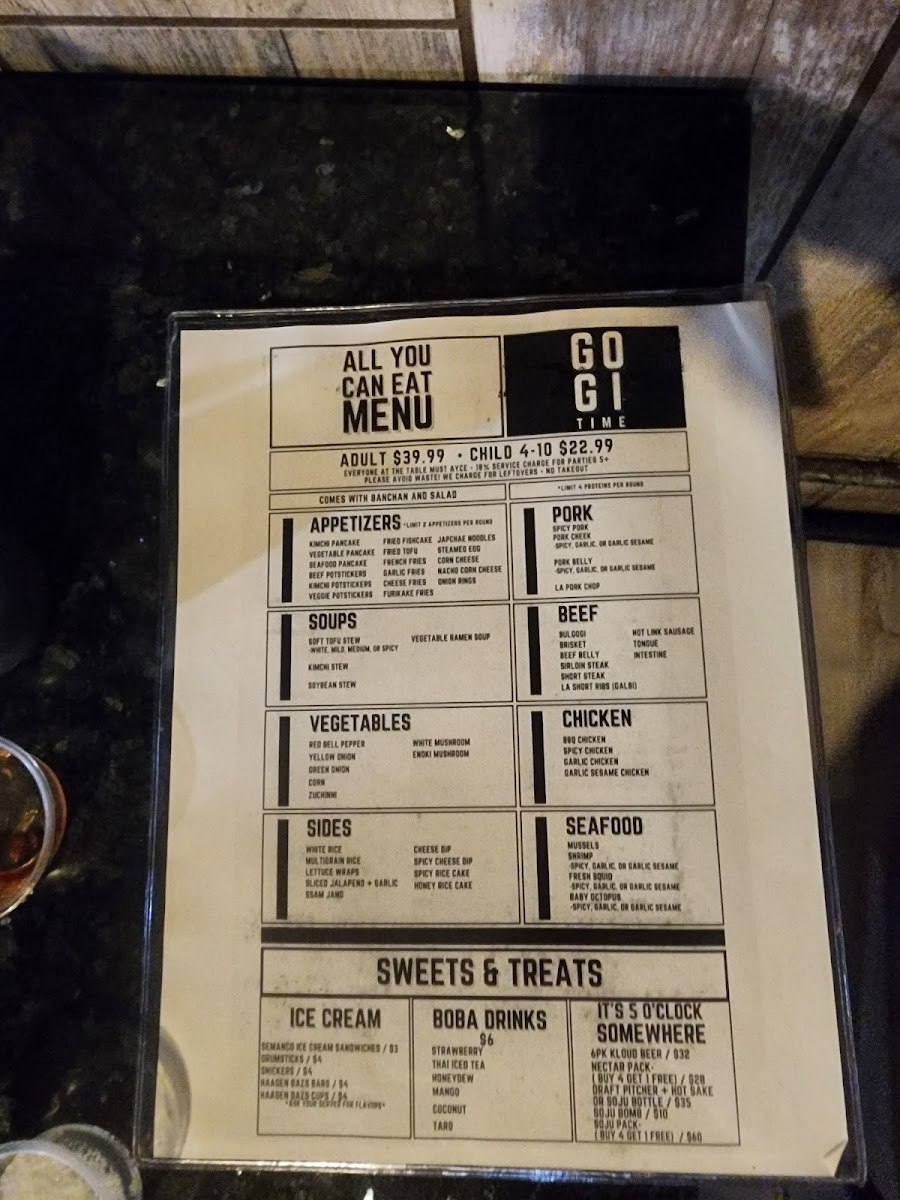 ALL YOU
CAN EAT
MENU
GO
GI
TIME
ADULT $39.99 • CHILD 4-10 $22.99
EVERYONE AT THE TABLE MUST AYCE • 18% SERVICE CHARGE FOR PARTIES 5+
PLEASE AVOID WASTE! WE CHARGE FOR LEFTOVERS • NO TAKEOUT
COMES WITH BANCHAN AND SALAD
*LIMIT 4 PROTEINS PER ROUND
APPETIZERS *LIMIT 2 APPETIZERS PER ROUND
KIMCHI PANCAKE
VEGETABLE PANCAKE
SEAFOOD PANCAKE
BEEF POTSTICKERS
KIMCHI POTSTICKERS
VEGGIE POTSTICKERS
FRIED FISHCAKE
FRIED TOFU
FRENCH FRIES
GARLIC FRIES
CHEESE FRIES
FURIKAKE FRIES
JAPCHAE NOODLES
STEAMED EGG
CORN CHEESE
NACHO CORN CHEESE
ONION RINGS
PORK
SPICY PORK
PORK CHEEK
-SPICY, GARLIC, OR GARLIC SESAME
PORK BELLY
-SPICY, GARLIC, OR GARLIC SESAME
LA PORK CHOP
SOUPS
SOFT TOFU STEW
-WHITE, MILD, MEDIUM, OR SPICY
KIMCHI STEW
SOYBEAN STEW
VEGETABLE RAMEN SOUP
BEEF
BULGOGI
BRISKET
BEEF BELLY
SIRLOIN STEAK
SHORT STEAK
LA SHORT RIBS (GALBI)
HOT LINK SAUSAGE
TONGUE
INTESTINE
VEGETABLES
RED BELL PEPPER
YELLOW ONION
GREEN ONION
CORN
ZUCHINNI
WHITE MUSHROOM
ENOKI MUSHROOM
CHICKEN
BBQ CHICKEN
SPICY CHICKEN
GARLIC CHICKEN
GARLIC SESAME CHICKEN
SIDES
WHITE RICE
MULTIGRAIN RICE
LETTUCE WRAPS
SLICED JALAPENO + GARLIC
SSAM JANG
CHEESE DIP
SPICY CHEESE DIP
SPICY RICE CAKE
HONEY RICE CAKE
SEAFOOD
MUSSELS
SHRIMP
-SPICY, GARLIC, OR GARLIC SESAME
FRESH SQUID
-SPICY, GARLIC, OR GARLIC SESAME
BABY OCTOPUS
-SPICY, GARLIC, OR GARLIC SESAME
SWEETS & TREATS
ICE CREAM
SEMANCO ICE CREAM SANDWICHES / $3
DRUMSTICKS / $4
SNICKERS / $4
HAAGEN DAZS BARS / $4
HAAGEN DAZS CUPS / $4
*ASK YOUR SERVER FOR FLAVORS*
BOBA DRINKS
$6
STRAWBERRY
THAI ICED TEA
HONEYDEW
MANGO
COCONUT
TARO
IT'S 5 O'CLOCK
SOMEWHERE
6PK KLOUD BEER / $32
NECTAR PACK-
(BUY 4 GET 1 FREE) / $28
DRAFT PITCHER + HOT SAKE
OR SOJU BOTTLE / $35
SOJU BOMB / $10
SOJU PACK-
(BUY 4 GET 1 FREE) / $60